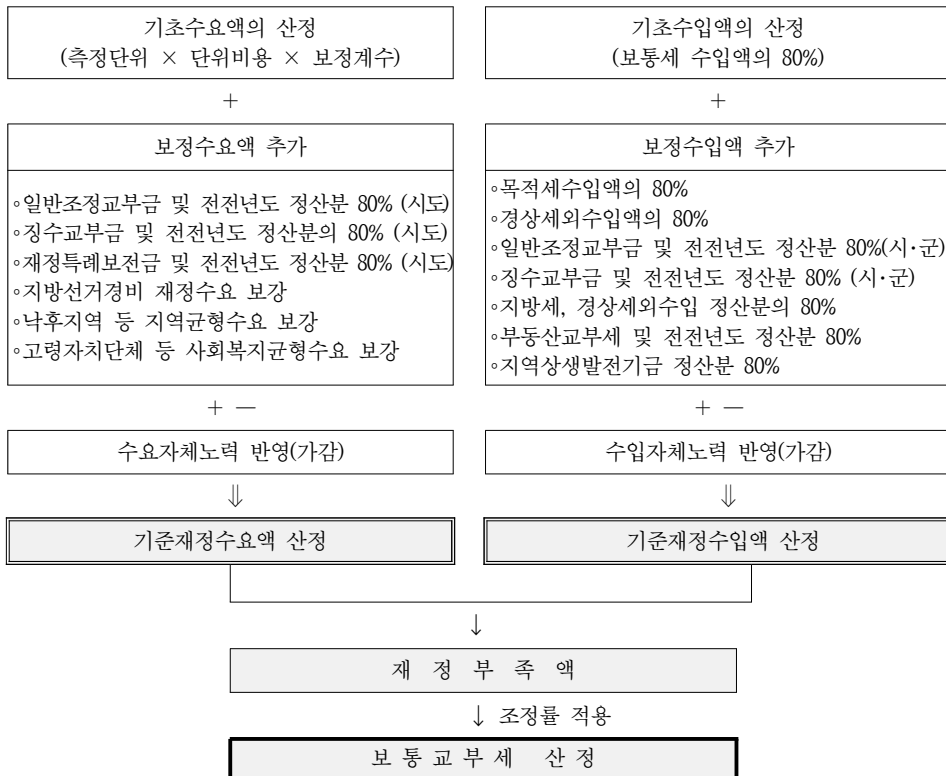 기초수요액의 산정
(측정단위 × 단위비용 × 보정계수)
+
보정수요액 추가
◦일반조정교부금 및 전전년도 정산분 80% (시도)
◦징수교부금 및 전전년도 정산분의 80% (시도)
◦재정특례보전금 및 전전년도 정산분 80% (시도)
◦지방선거경비 재정수요 보강
◦낙후지역 등 지역균형수요 보강
◦고령자치단체 등 사회복지균형수요 보강
+ －
수요자체노력 반영(가감)
⇓
기준재정수요액 산정
기초수입액의 산정
(보통세 수입액의 80%)
+
보정수입액 추가
◦목적세수입액의 80%
◦경상세외수입액의 80%
◦일반조정교부금 및 전전년도 정산분 80%(시·군)
◦징수교부금 및 전전년도 정산분 80% (시·군)
◦지방세, 경상세외수입 정산분의 80%
◦부동산교부세 및 전전년도 정산분 80%
◦지역상생발전기금 정산분 80%
+ －
수입자체노력 반영(가감)
⇓
기준재정수입액 산정
↓
재 정 부 족 액
↓ 조정률 적용
보 통 교 부 세 산 정